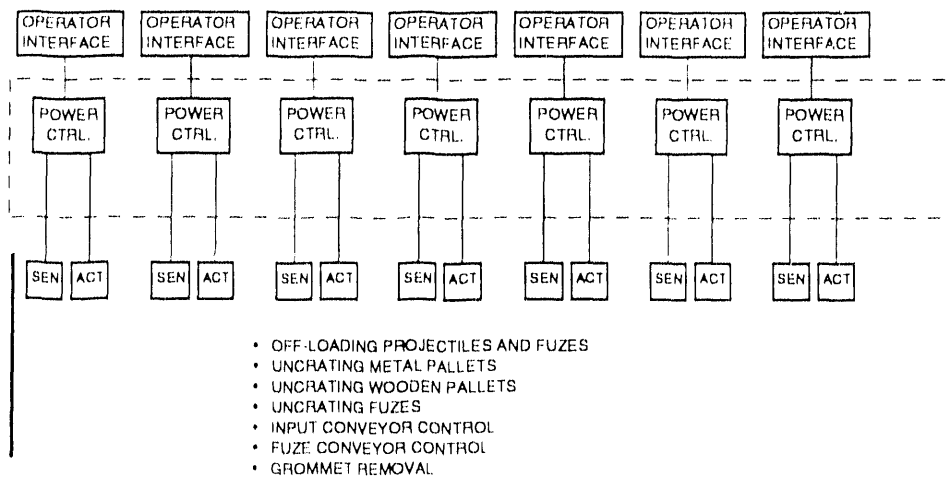 OPERATOR OPERATOR OPERATOR OPERATOR OPERATOR OPERATOR OPERATOR
INTERFACE INTERFACE INTERFACE INTERFACE INTERFACE INTERFACE INTERFACE
POWER POWER POWER POWER POWER POWER POWER
CTRL. CTRL. CTRL. CTRL. CTRL. CTRL. CTRL.
SEN ACT SEN ACT SEN ACT SEN ACT SEN ACT SEN ACT SEN ACT
• OFF-LOADING PROJECTILES AND FUZES
• UNCRATING METAL PALLETS
• UNCRATING WOODEN PALLETS
• UNCRATING FUZES
• INPUT CONVEYOR CONTROL
• FUZE CONVEYOR CONTROL
• GROMMET REMOVAL